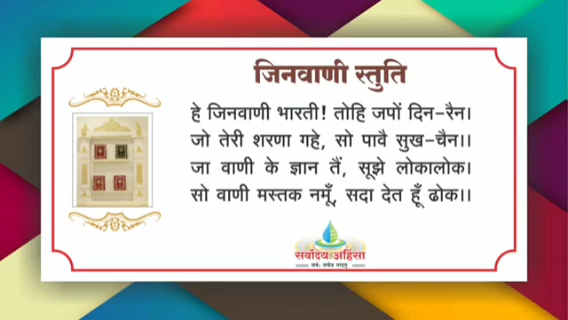 जिनवाणी स्तुति
हे जिनवाणी भारती! तोहि जपों दिन-रैन।
जो तेरी शरणा गहे, सो पावै सुख-चैन।।
जा वाणी के ज्ञान तैं, सूझे लोकालोक।
सो वाणी मस्तक नमूँ, सदा देत हूँ ढोक।।
सर्वोदय अहिंसा